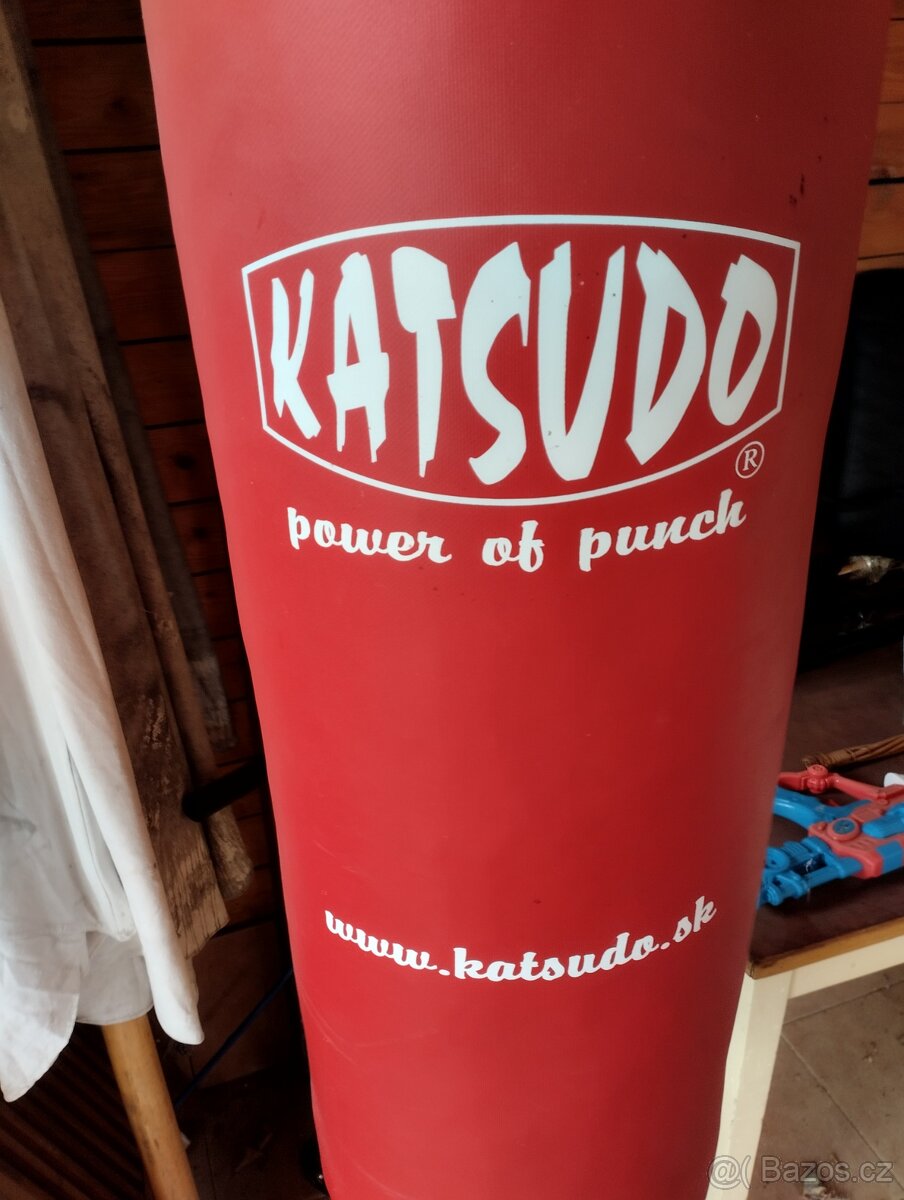 KATSUDO
®
power of punch
www.katsudo.sk
@( Bazos.cz